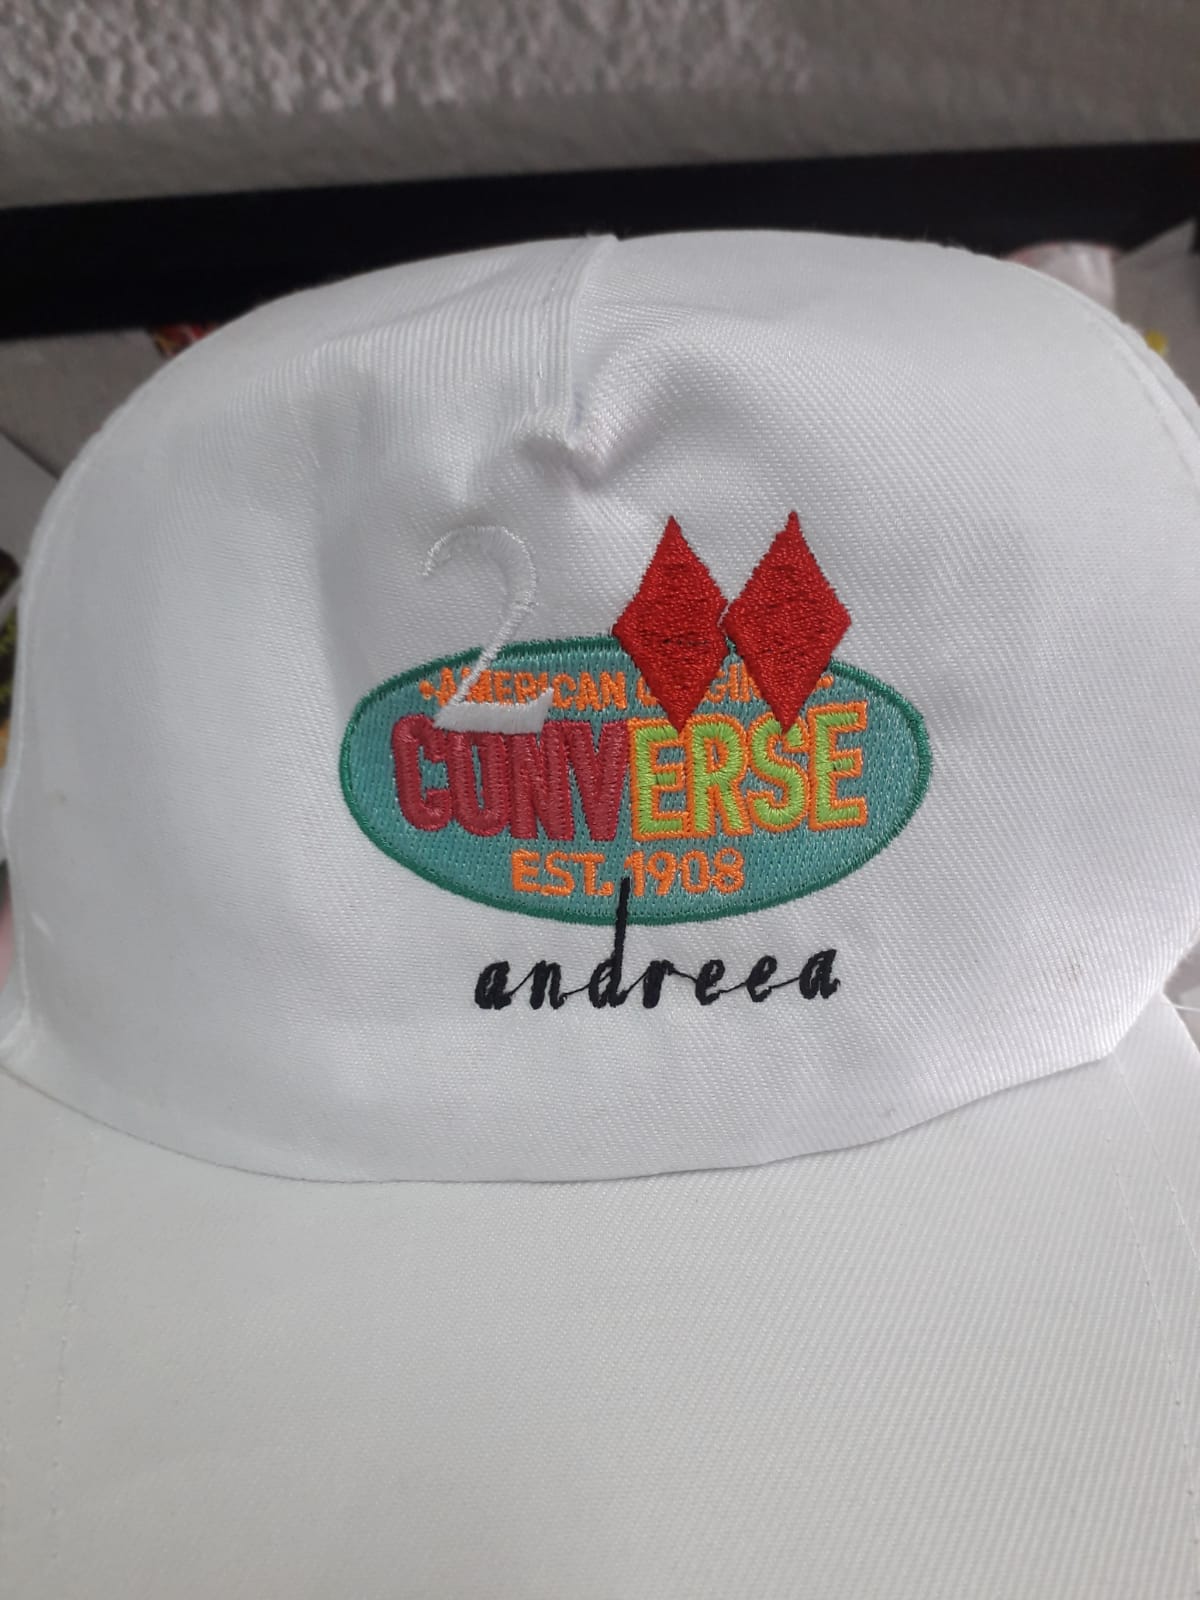 2
AMERICAN
CONVERSE
EST. 1908
andreea